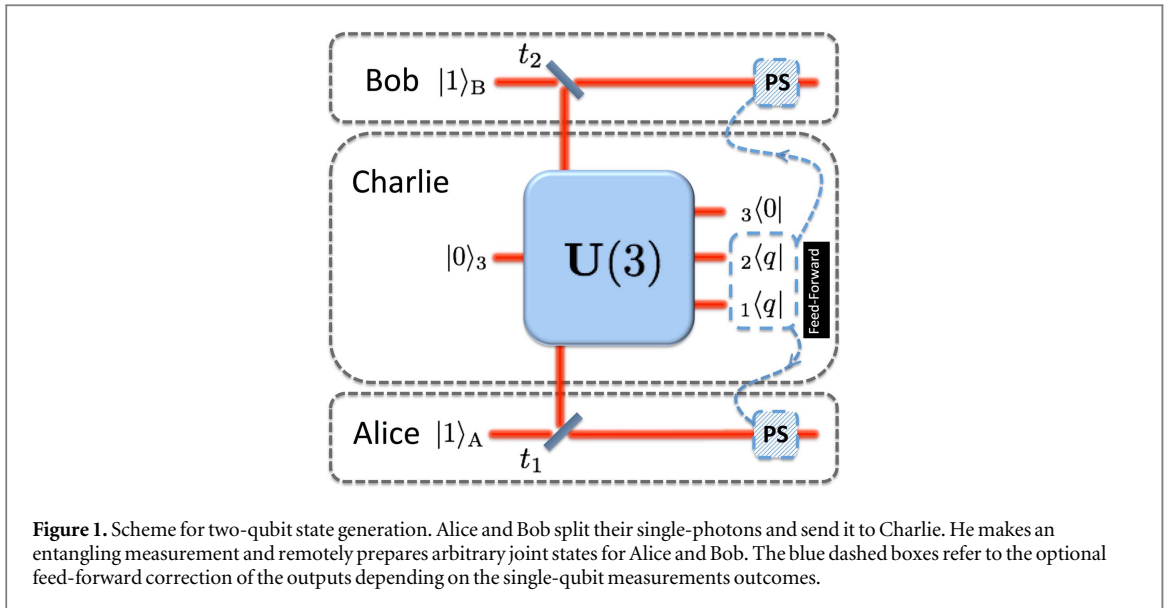 t₂
Bob |1⟩_B PS
Charlie
₃⟨0|
|0⟩₃ U(3) ₂⟨q|
₁⟨q|
Feed-Forward
Alice |1⟩_A PS
t₁
Figure 1. Scheme for two-qubit state generation. Alice and Bob split their single-photons and send it to Charlie. He makes an
entangling measurement and remotely prepares arbitrary joint states for Alice and Bob. The blue dashed boxes refer to the optional
feed-forward correction of the outputs depending on the single-qubit measurements outcomes.